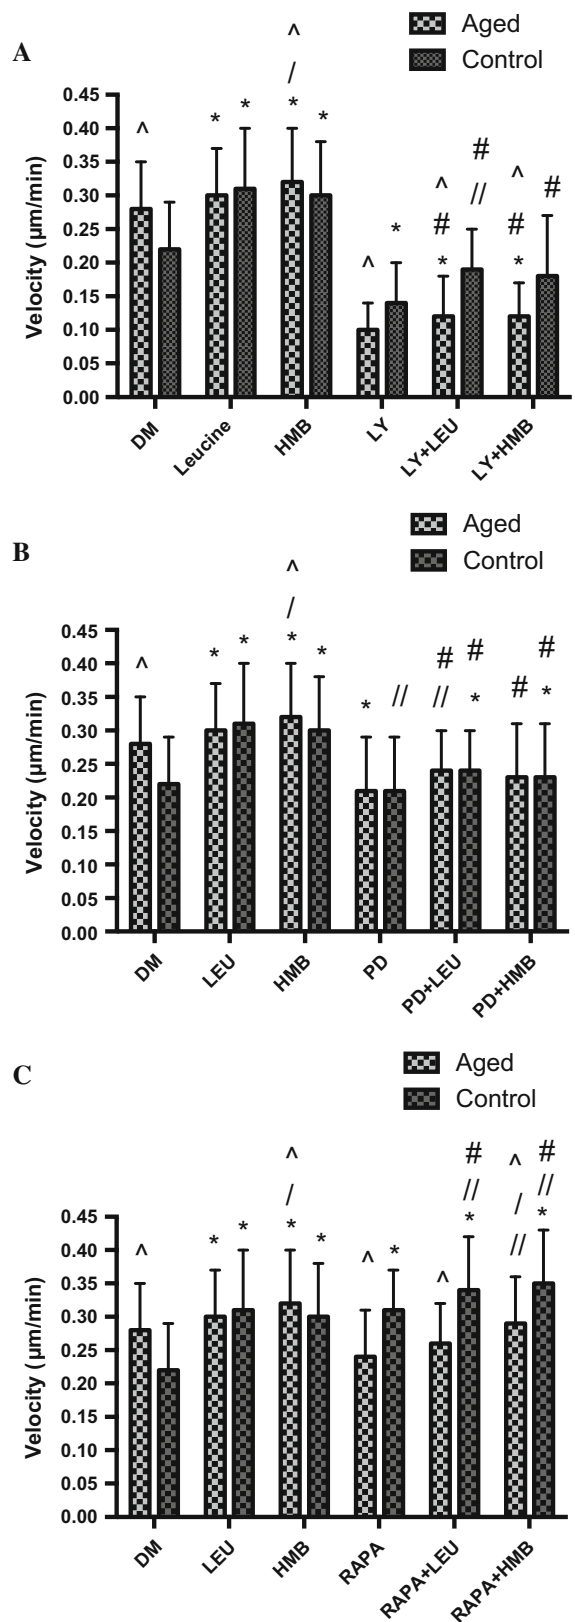 A
Aged
Control
^
/
^ * * * * # 
^ ^ #
* # // #
^ * * *
Velocity (µm/min)
0.45
0.40
0.35
0.30
0.25
0.20
0.15
0.10
0.05
0.00
DM
Leucine
HMB
LY
LY+LEU
LY+HMB
B
Aged
Control
^
/
^ * * * *
* // # // # * # # *
Velocity (µm/min)
0.45
0.40
0.35
0.30
0.25
0.20
0.15
0.10
0.05
0.00
DM
LEU
HMB
PD
PD+LEU
PD+HMB
C
Aged
Control
^
/
^ * * * *
^ * ^ # // * ^ / // # // *
Velocity (µm/min)
0.45
0.40
0.35
0.30
0.25
0.20
0.15
0.10
0.05
0.00
DM
LEU
HMB
RAPA
RAPA+LEU
RAPA+HMB